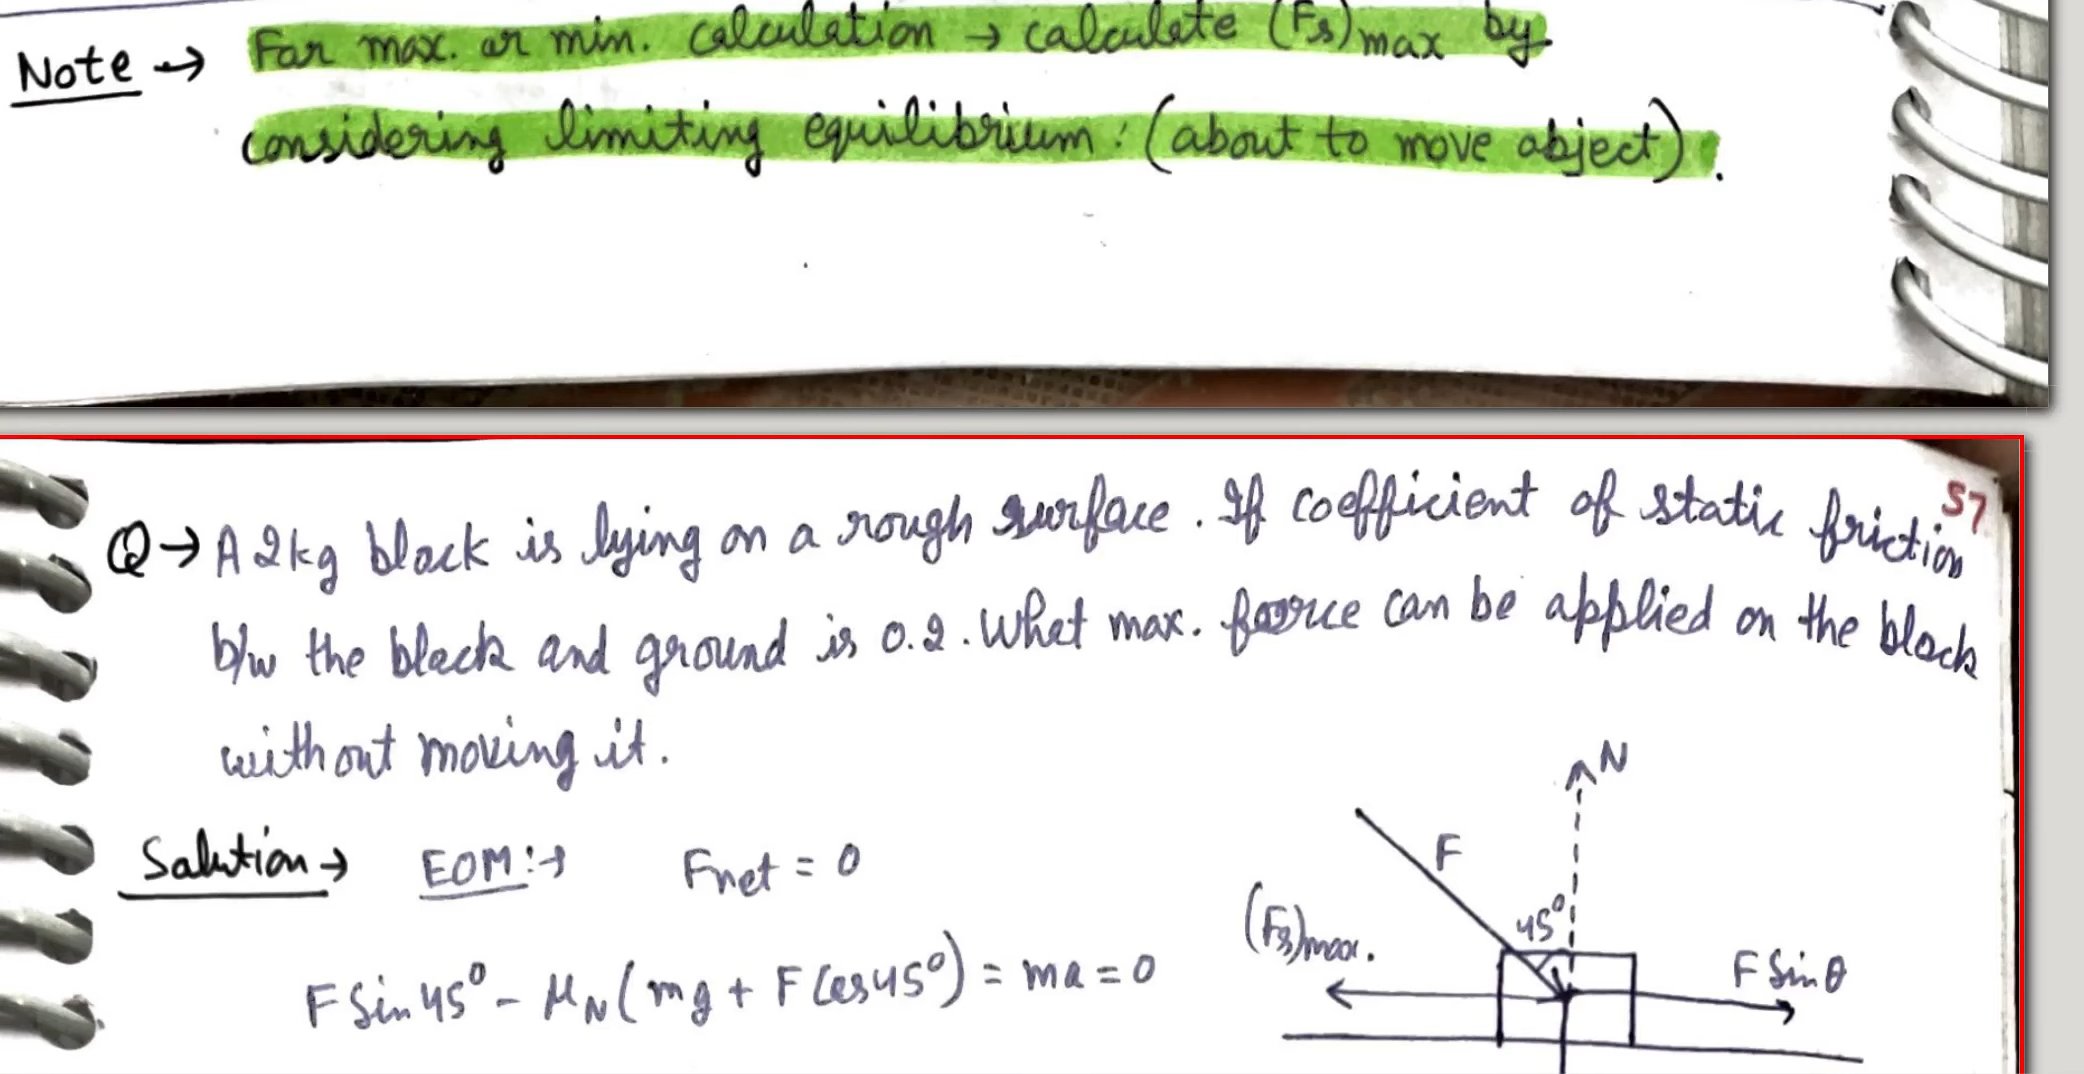 Note → For max. or min. calculation → calculate (Fs)max by
considering limiting equilibrium: (about to move object).
57
Q → A 2kg block is lying on a rough surface. If coefficient of static friction
b/w the block and ground is 0.2. What max. force can be applied on the block
without moving it.
Solution → EOM:→ Fnet = 0
F Sin 45° - μN (mg + F Cos 45°) = ma = 0
N
F
45°
(Fs)max.
F Sin θ